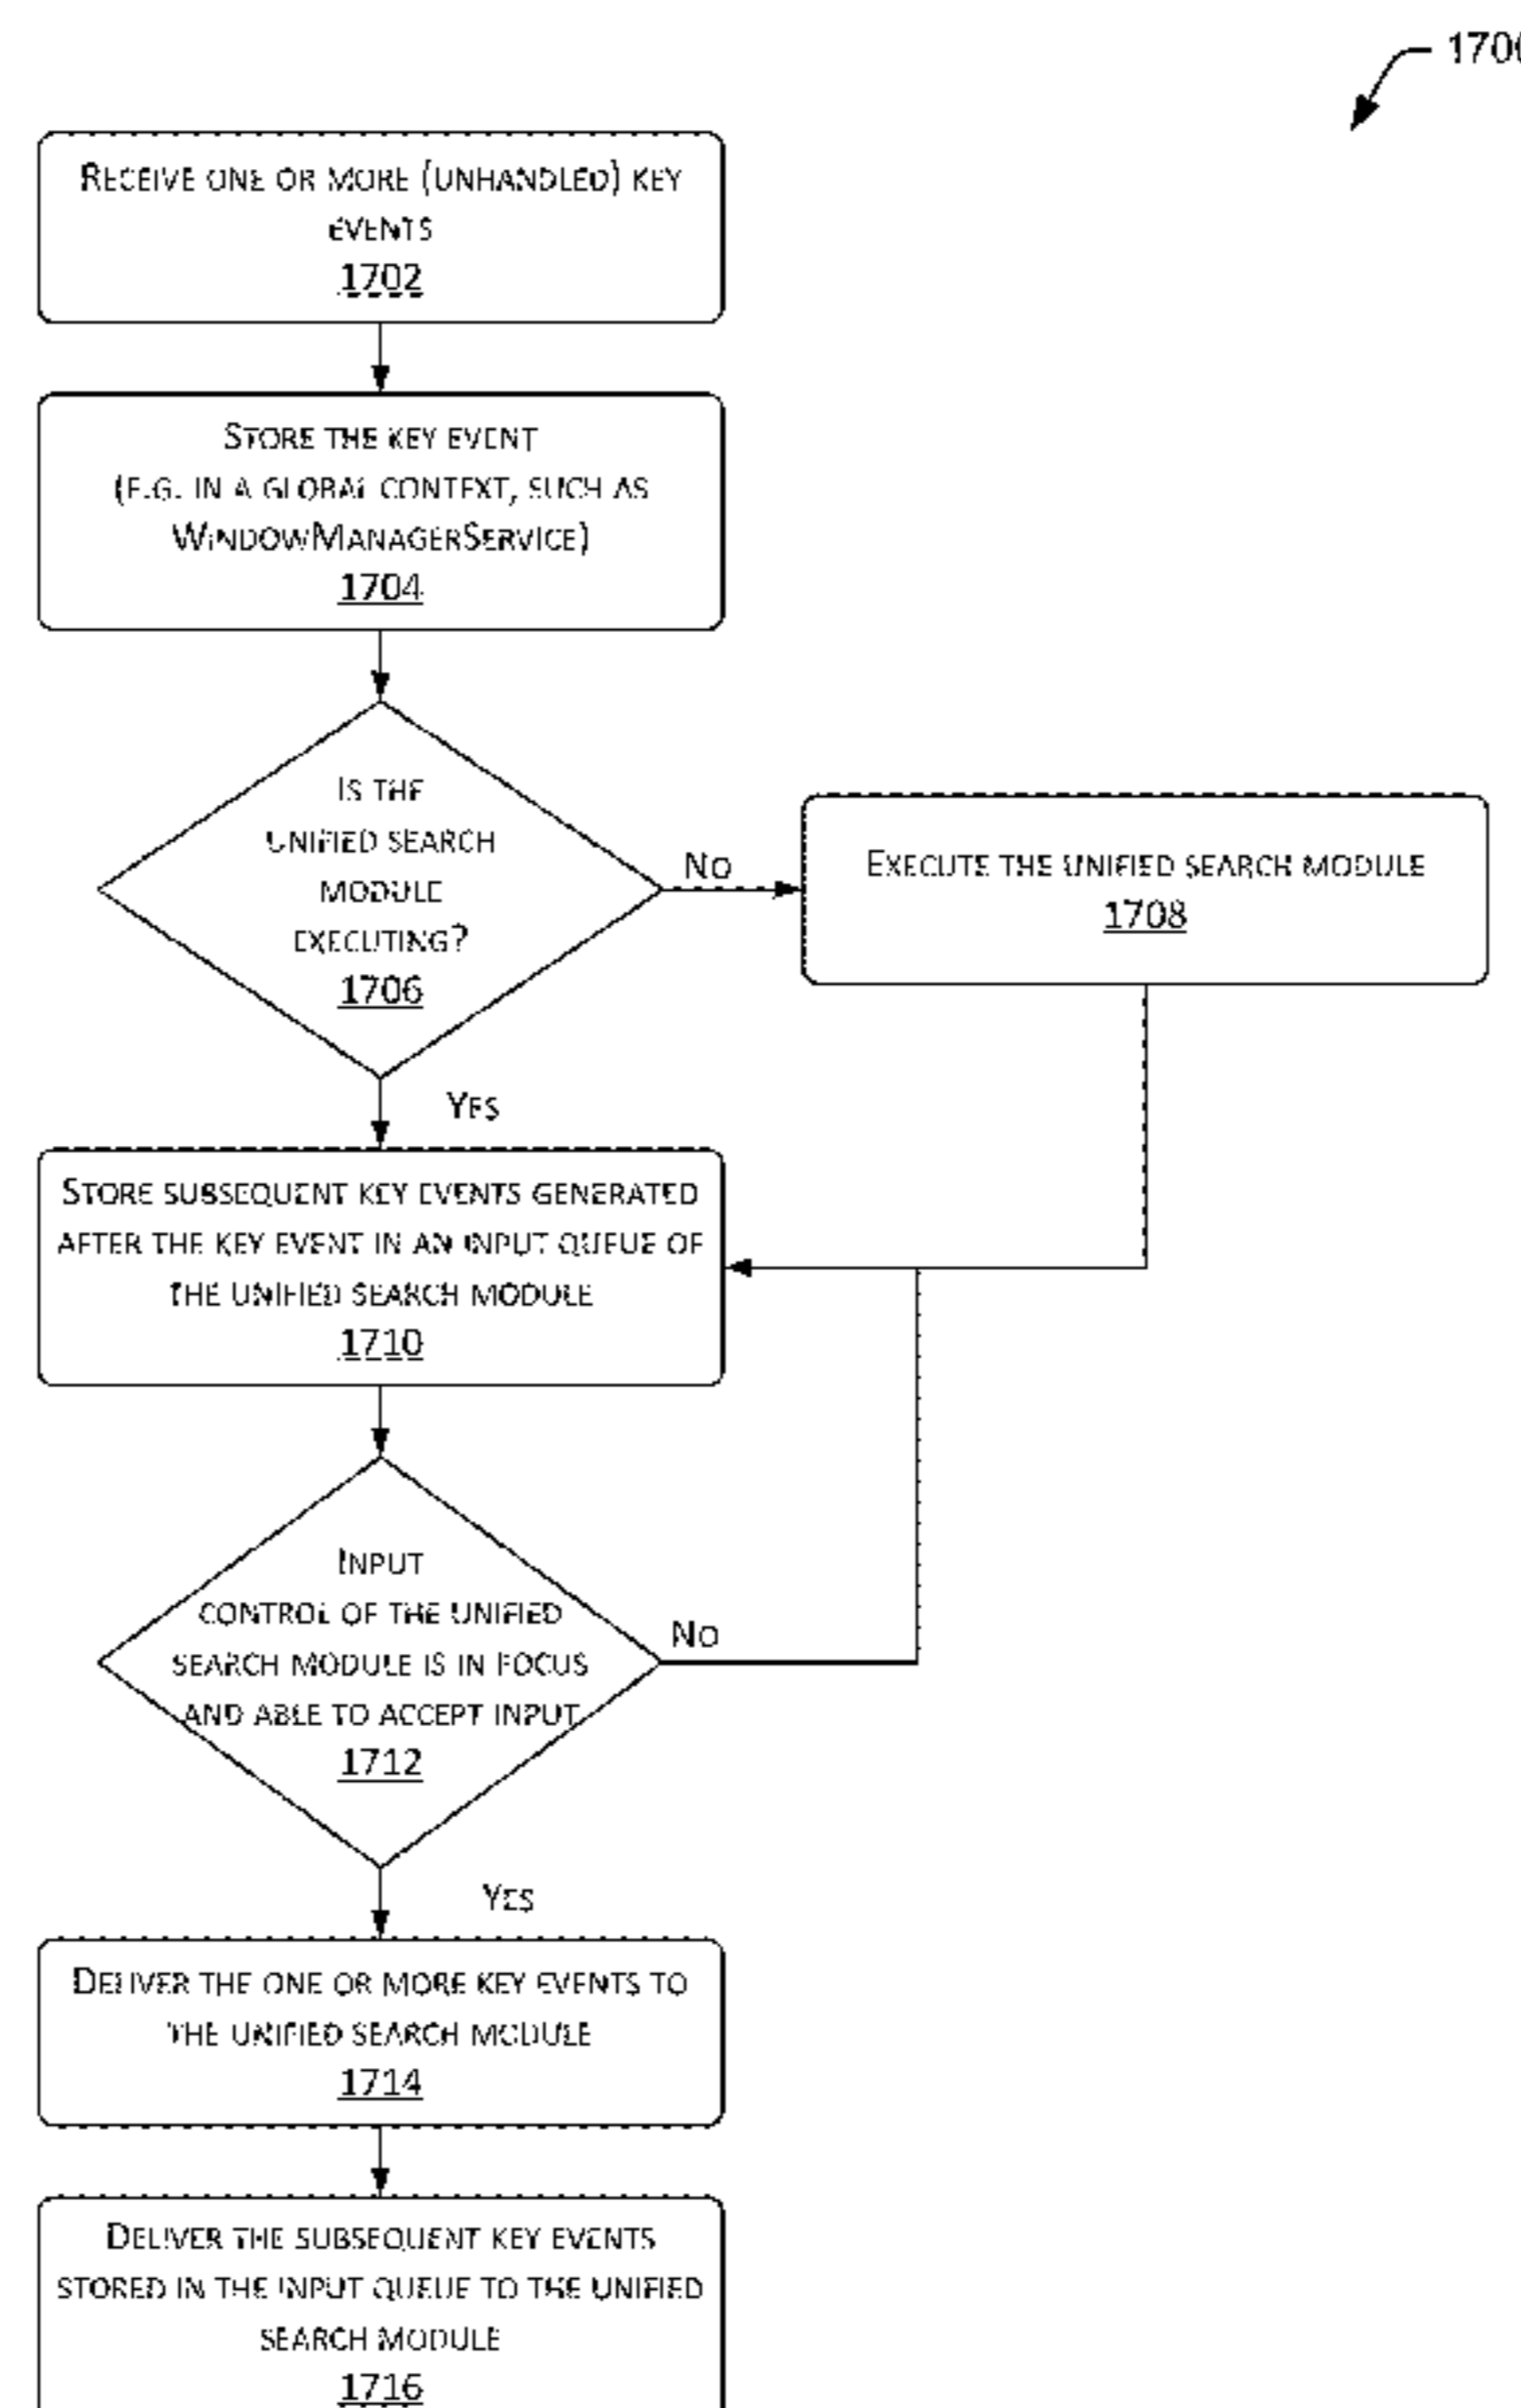 170
RECEIVE ONE OR MORE (UNHANDLED) KEY
EVENTS
1702
STORE THE KEY EVENT
(E.G. IN A GLOBAL CONTEXT, SUCH AS
WINDOWMANAGERSERVICE)
1704
IS THE
UNIFIED SEARCH
MODULE
EXECUTING?
1706
NO
EXECUTE THE UNIFIED SEARCH MODULE
1708
YES
STORE SUBSEQUENT KEY EVENTS GENERATED
AFTER THE KEY EVENT IN AN INPUT QUEUE OF
THE UNIFIED SEARCH MODULE
1710
INPUT
CONTROL OF THE UNIFIED
SEARCH MODULE IS IN FOCUS
AND ABLE TO ACCEPT INPUT
1712
NO
YES
DELIVER THE ONE OR MORE KEY EVENTS TO
THE UNIFIED SEARCH MODULE
1714
DELIVER THE SUBSEQUENT KEY EVENTS
STORED IN THE INPUT QUEUE TO THE UNIFIED
SEARCH MODULE
1716